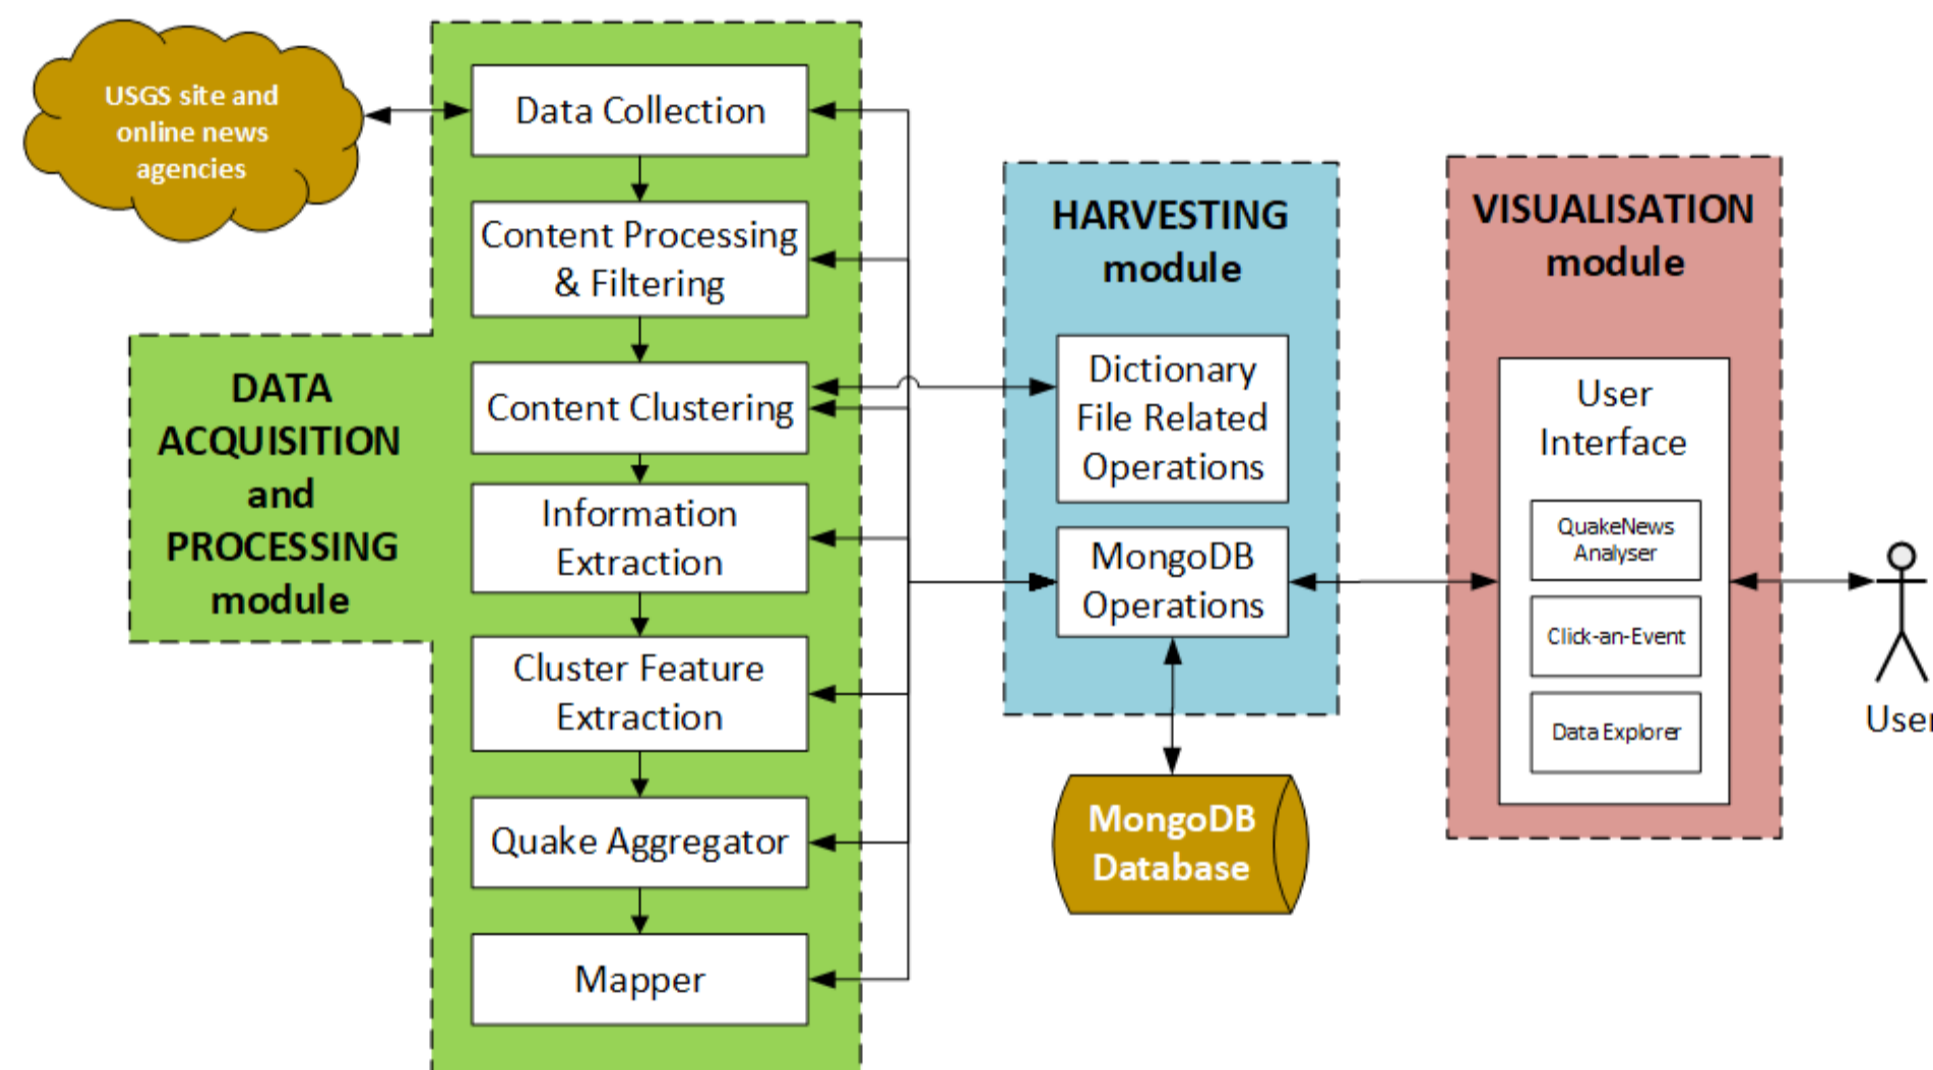 USGS site and
online news
agencies
DATA
ACQUISITION
and
PROCESSING
module
Data Collection
Content Processing
& Filtering
Content Clustering
Information
Extraction
Cluster Feature
Extraction
Quake Aggregator
Mapper
HARVESTING
module
Dictionary
File Related
Operations
MongoDB
Operations
MongoDB
Database
VISUALISATION
module
User
Interface
QuakeNews
Analyser
Click-an-Event
Data Explorer
User